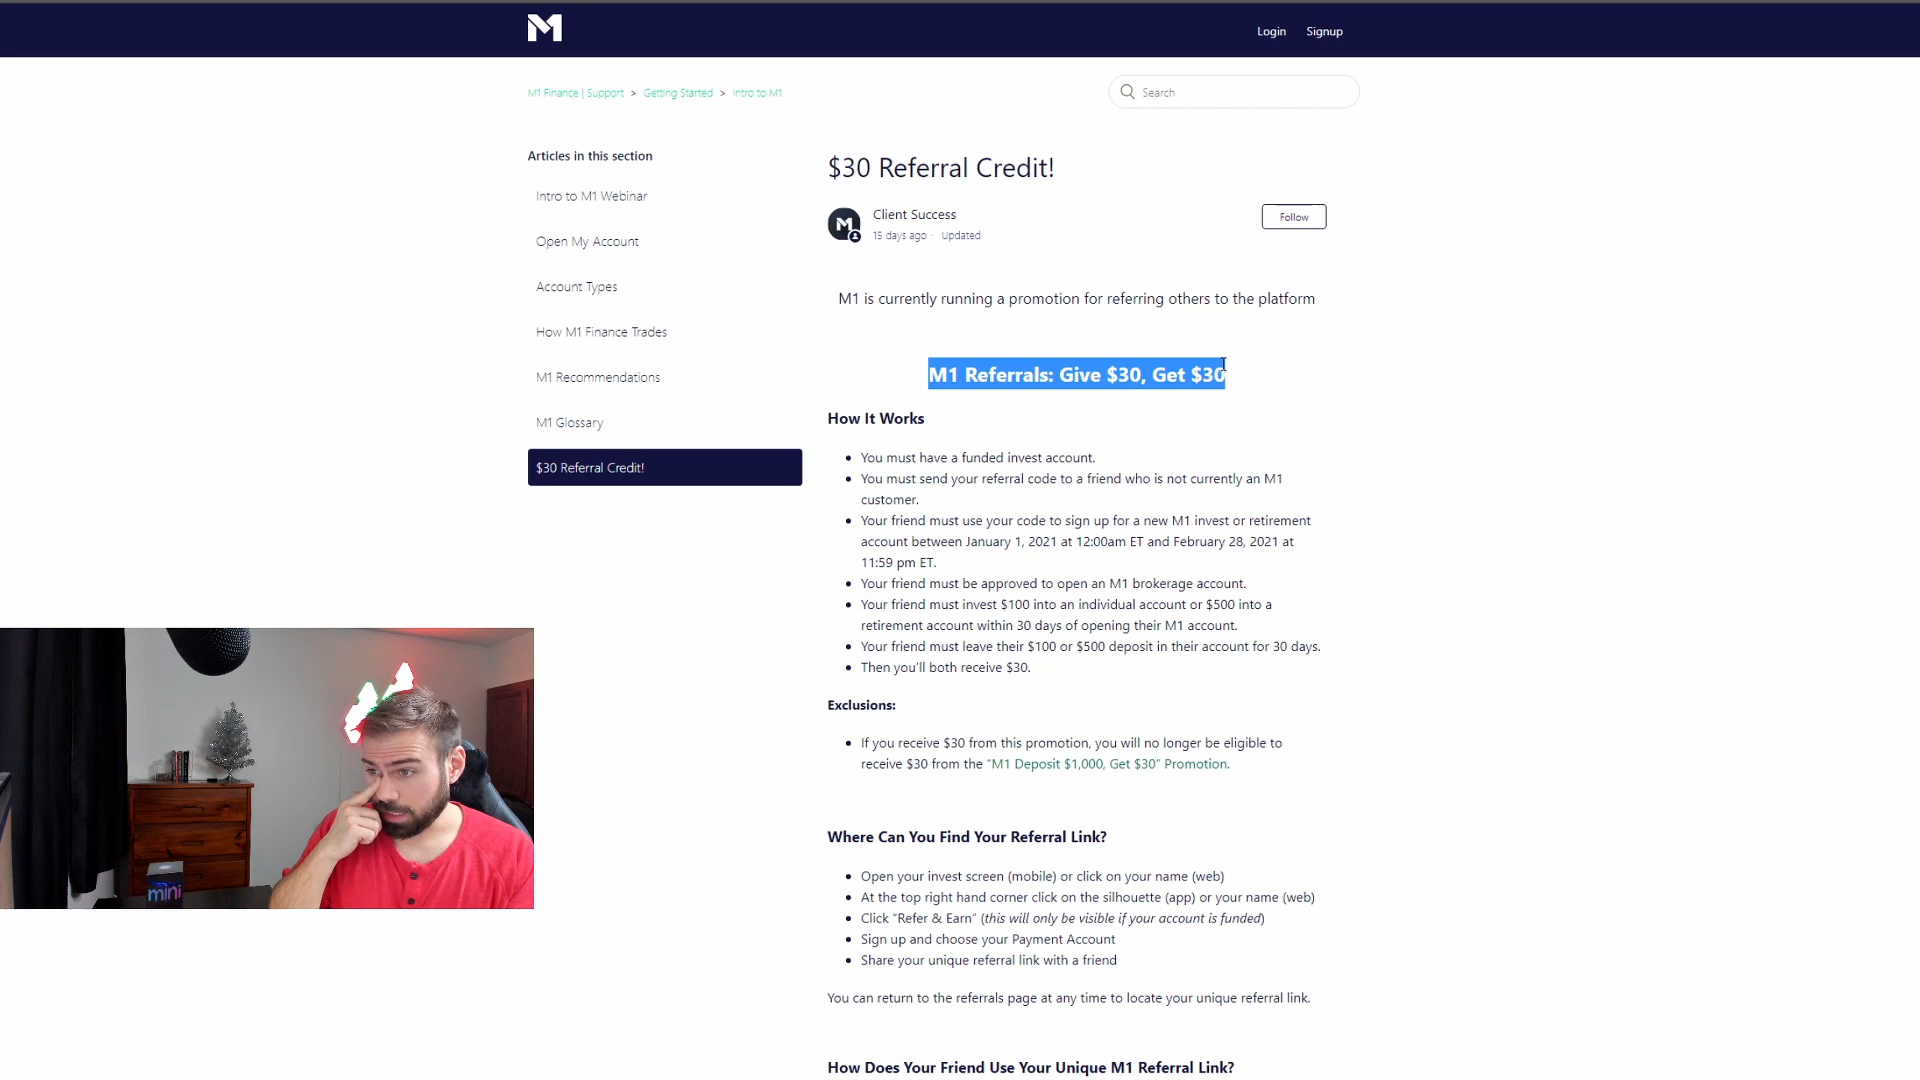 M
Login Signup
M1 Finance | Support > Getting Started > Intro to M1
Search
Articles in this section
Intro to M1 Webinar
Open My Account
Account Types
How M1 Finance Trades
M1 Recommendations
M1 Glossary
$30 Referral Credit!
$30 Referral Credit!
M
Client Success
15 days ago · Updated
Follow
M1 is currently running a promotion for referring others to the platform
M1 Referrals: Give $30, Get $30
How It Works
• You must have a funded invest account.
• You must send your referral code to a friend who is not currently an M1
customer.
• Your friend must use your code to sign up for a new M1 invest or retirement
account between January 1, 2021 at 12:00am ET and February 28, 2021 at
11:59 pm ET.
• Your friend must be approved to open an M1 brokerage account.
• Your friend must invest $100 into an individual account or $500 into a
retirement account within 30 days of opening their M1 account.
• Your friend must leave their $100 or $500 deposit in their account for 30 days.
• Then you’ll both receive $30.
Exclusions:
• If you receive $30 from this promotion, you will no longer be eligible to
receive $30 from the “M1 Deposit $1,000, Get $30” Promotion.
Where Can You Find Your Referral Link?
• Open your invest screen (mobile) or click on your name (web)
• At the top right hand corner click on the silhouette (app) or your name (web)
• Click “Refer & Earn” (this will only be visible if your account is funded)
• Sign up and choose your Payment Account
• Share your unique referral link with a friend
You can return to the referrals page at any time to locate your unique referral link.
How Does Your Friend Use Your Unique M1 Referral Link?
mini